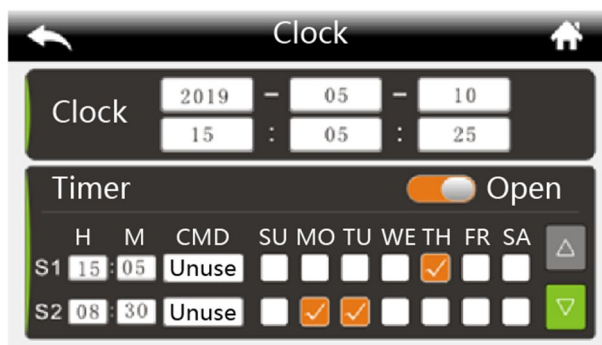 Clock
Clock 2019 - 05 - 10
15 : 05 : 25
Timer Open
H M CMD SU MO TU WE TH FR SA
S1 15 : 05 Unuse
S2 08 : 30 Unuse